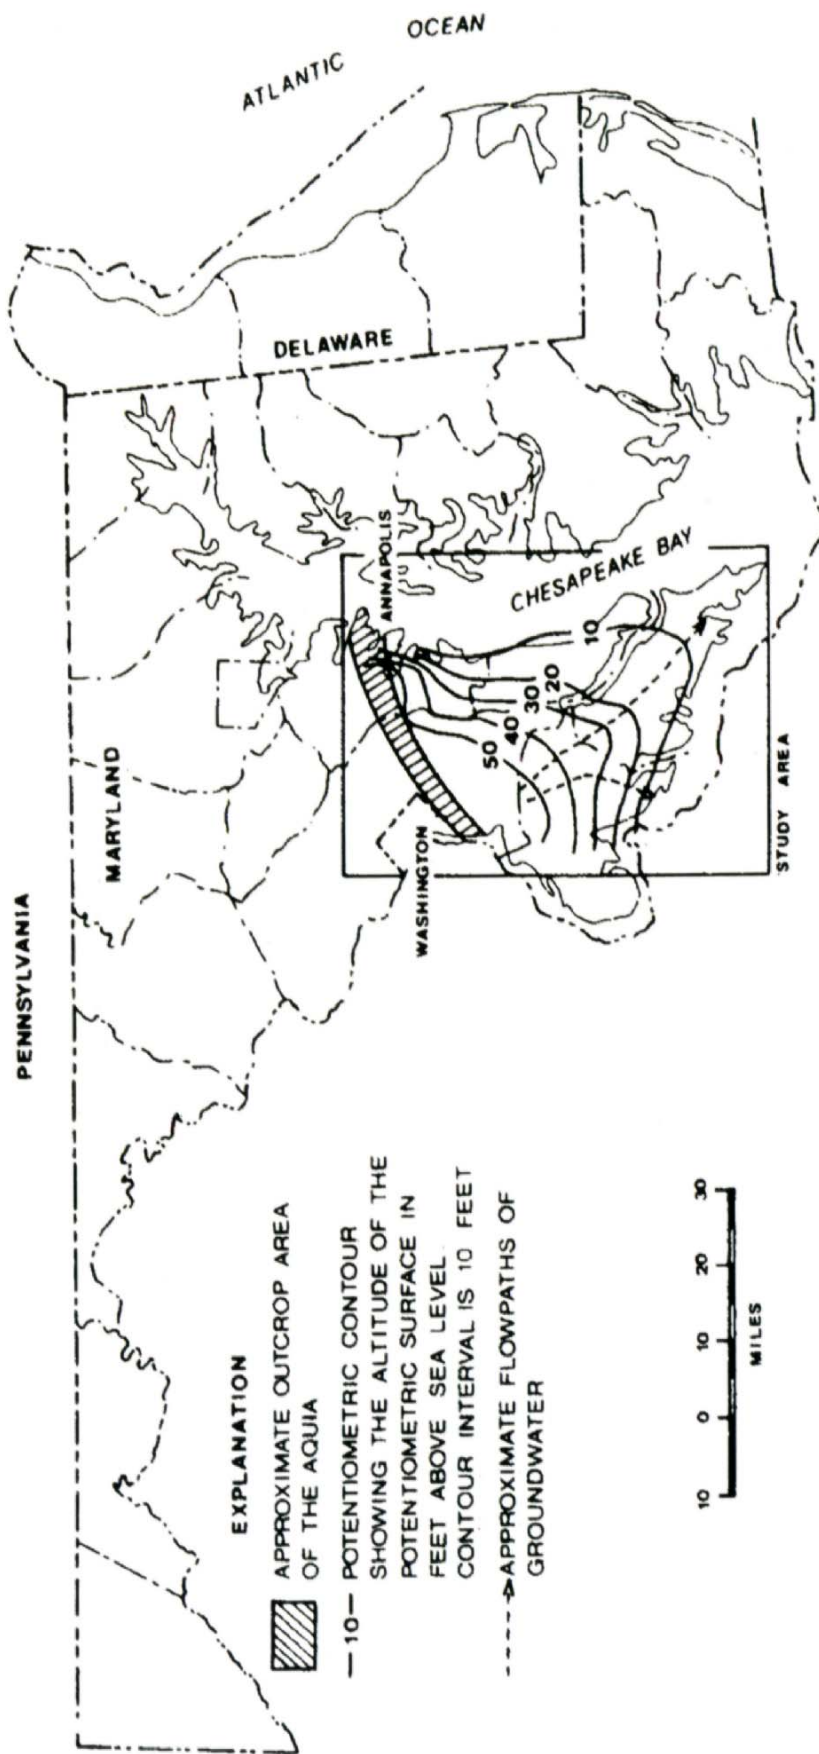 PENNSYLVANIA
MARYLAND
DELAWARE
ATLANTIC OCEAN
WASHINGTON
ANNAPOLIS
CHESAPEAKE BAY
50
40
30
20
10
STUDY AREA
EXPLANATION
APPROXIMATE OUTCROP AREA
OF THE AQUIA
—10— POTENTIOMETRIC CONTOUR
SHOWING THE ALTITUDE OF THE
POTENTIOMETRIC SURFACE IN
FEET ABOVE SEA LEVEL.
CONTOUR INTERVAL IS 10 FEET
APPROXIMATE FLOWPATHS OF
GROUNDWATER
10 0 10 20 30
MILES